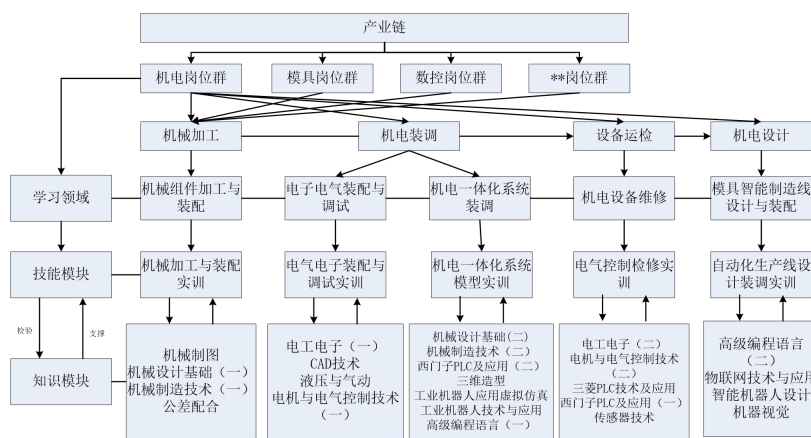 产业链
机电岗位群
模具岗位群
数控岗位群
**岗位群
机械加工
机电装调
设备运检
机电设计
学习领域
机械组件加工与
装配
电子电气装配与
调试
机电一体化系统
装调
机电设备维修
模具智能制造线
设计与装配
技能模块
机械加工与装配
实训
电气电子装配与
调试实训
机电一体化系统
模型实训
电气控制检修实
训
自动化生产线设
计装调实训
检验
支撑
知识模块
机械制图
机械设计基础（一）
机械制造技术（一）
公差配合
电工电子（一）
CAD技术
液压与气动
电机与电气控制技术
（一）
机械设计基础(二)
机械制造技术（二）
西门子PLC及应用（二）
三维造型
工业机器人应用虚拟仿真
工业机器人技术与应用
高级编程语言（一）
电工电子（二）
电机与电气控制技术
（二）
三菱PLC技术及应用
西门子PLC及应用（一）
传感器技术
高级编程语言
（二）
物联网技术与应用
智能机器人设计
机器视觉